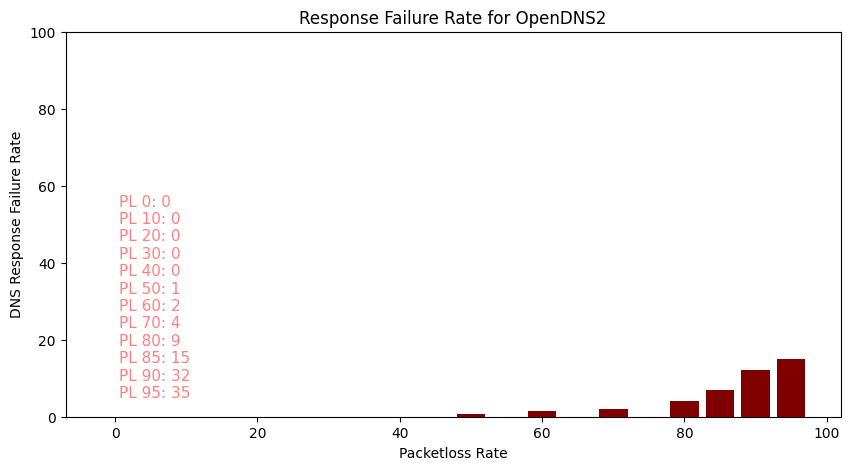 Response Failure Rate for OpenDNS2
100
80
60
40
20
0
DNS Response Failure Rate
PL 0: 0
PL 10: 0
PL 20: 0
PL 30: 0
PL 40: 0
PL 50: 1
PL 60: 2
PL 70: 4
PL 80: 9
PL 85: 15
PL 90: 32
PL 95: 35
0 20 40 60 80 100
Packetloss Rate